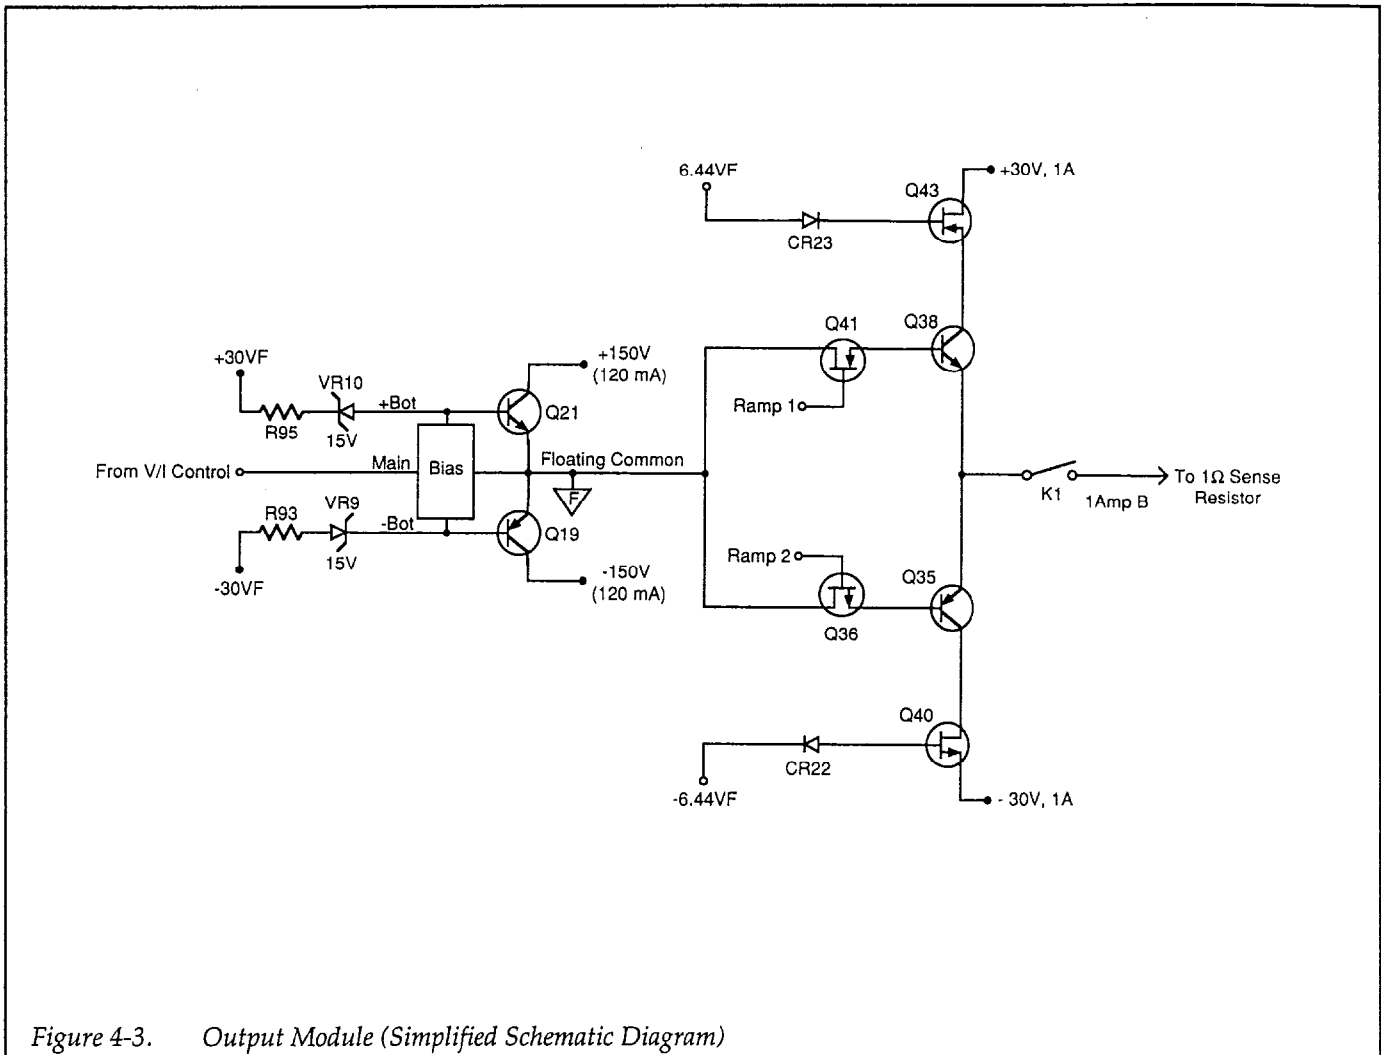 6.44VF
Q43
+30V, 1A
CR23
Q41
Q38
+30VF
VR10
+150V
(120 mA)
+Bot
Q21
Ramp 1
R95
15V
From V/I Control
Main
Bias
Floating Common
F
To 1Ω Sense
Resistor
K1
1Amp B
R93
VR9
-Bot
Q19
15V
Ramp 2
-30VF
-150V
(120 mA)
Q35
Q36
Q40
CR22
-6.44VF
- 30V, 1A
Figure 4-3. Output Module (Simplified Schematic Diagram)